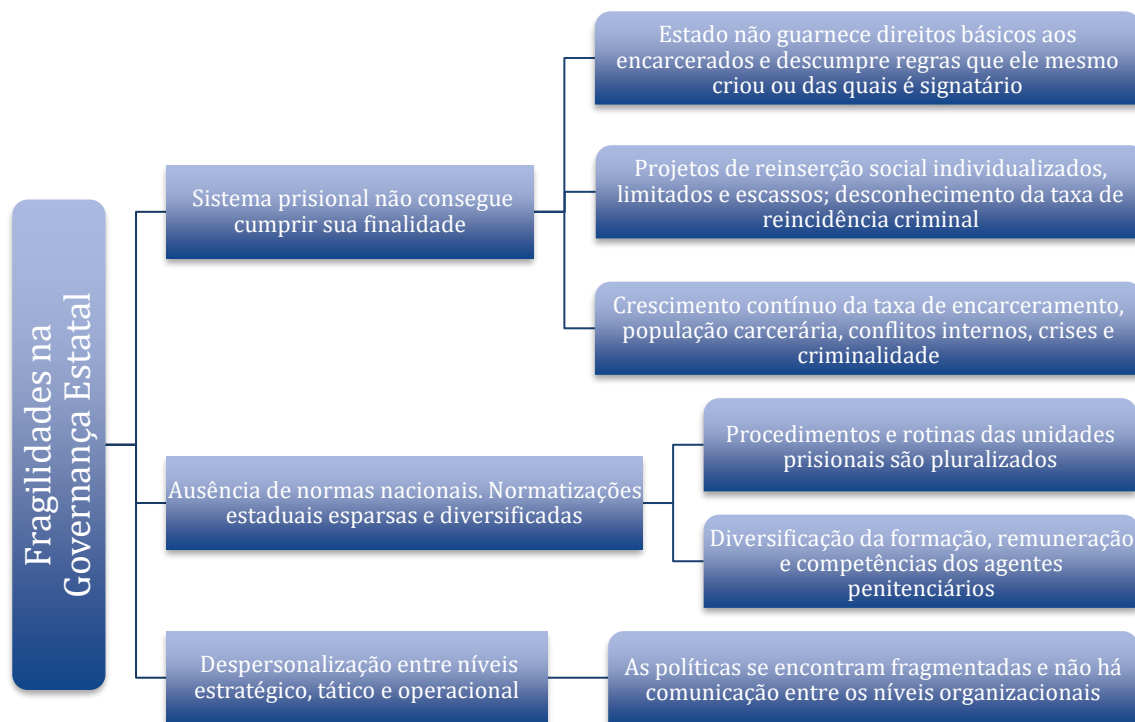 Fragilidades na
Governança Estatal
Sistema prisional não consegue
cumprir sua finalidade
Estado não guarnece direitos básicos aos
encarcerados e descumpre regras que ele mesmo
criou ou das quais é signatário
Projetos de reinserção social individualizados,
limitados e escassos; desconhecimento da taxa de
reincidência criminal
Crescimento contínuo da taxa de encarceramento,
população carcerária, conflitos internos, crises e
criminalidade
Ausência de normas nacionais. Normatizações
estaduais esparsas e diversificadas
Procedimentos e rotinas das unidades
prisionais são pluralizados
Diversificação da formação, remuneração
e competências dos agentes
penitenciários
Despersonalização entre níveis
estratégico, tático e operacional
As políticas se encontram fragmentadas e não há
comunicação entre os níveis organizacionais